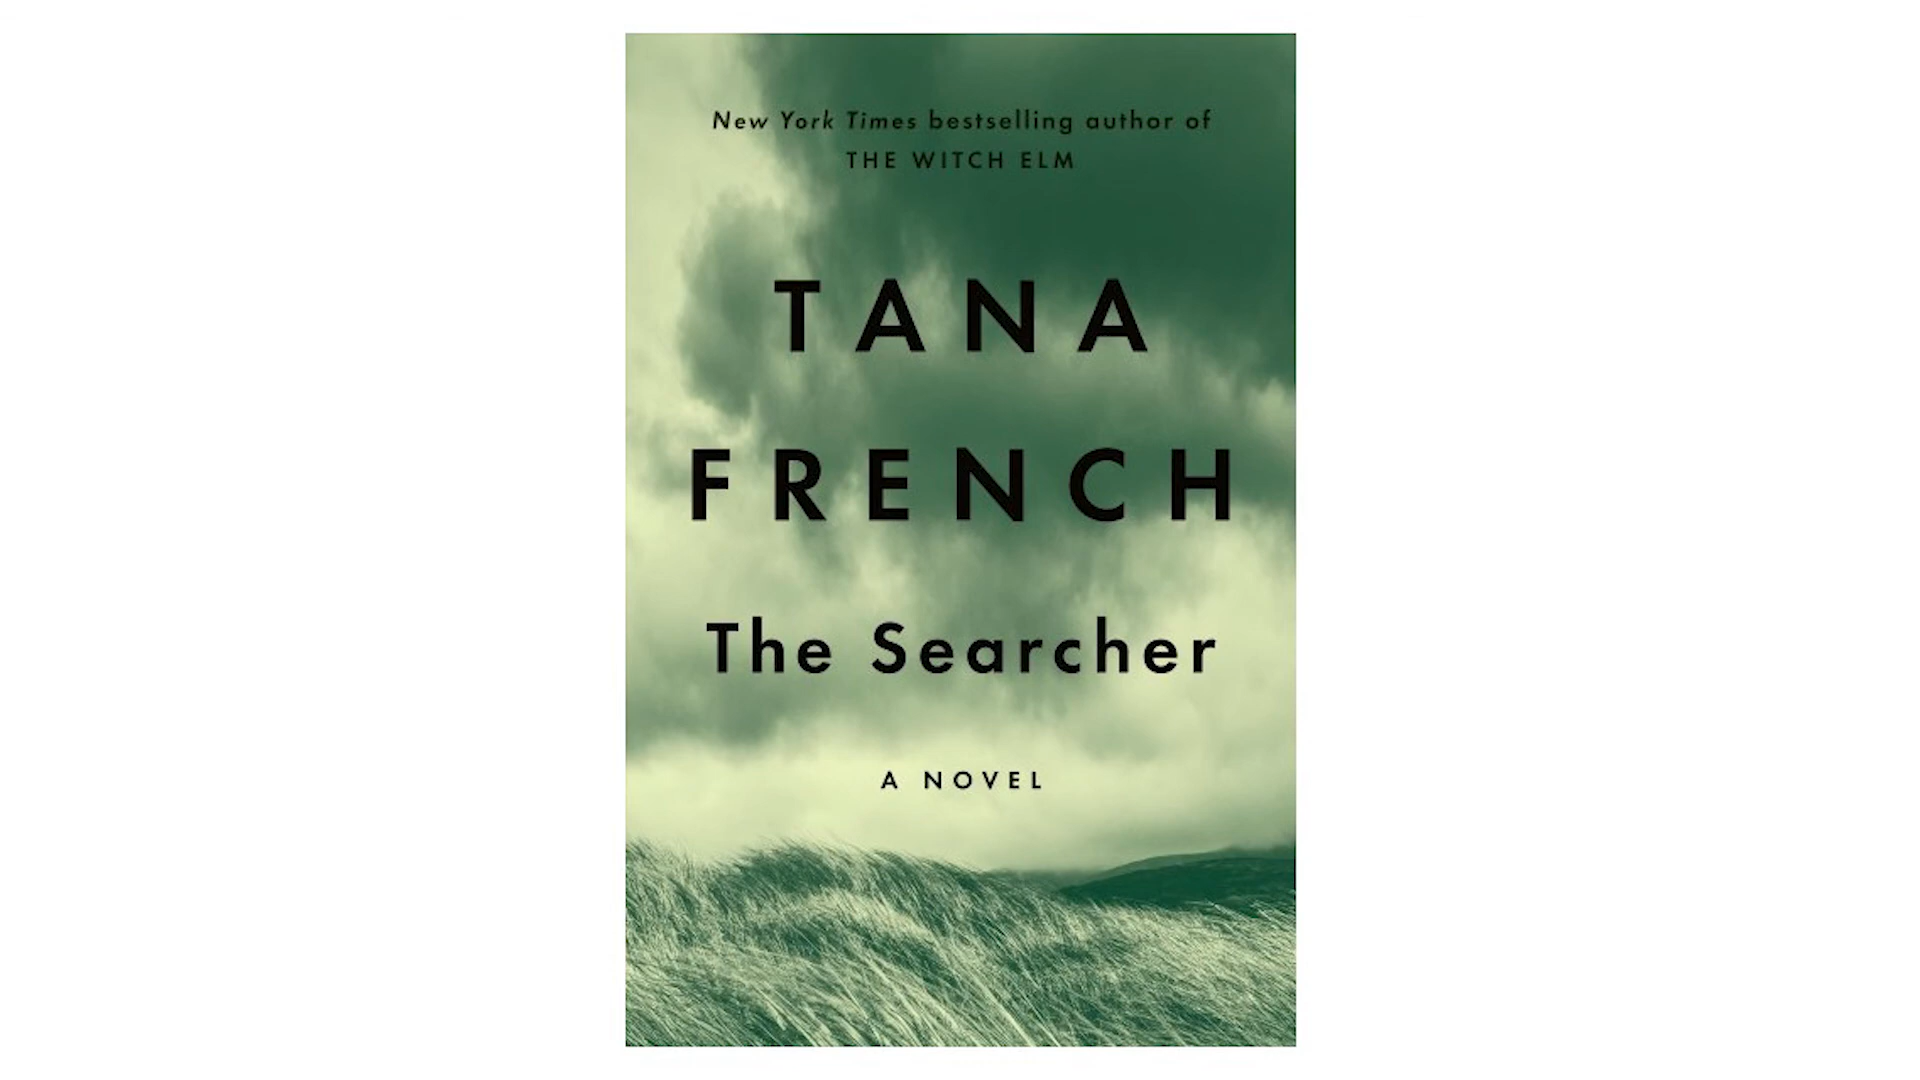 New York Times bestselling author of
THE WITCH ELM
TANA
FRENCH
The Searcher
A NOVEL